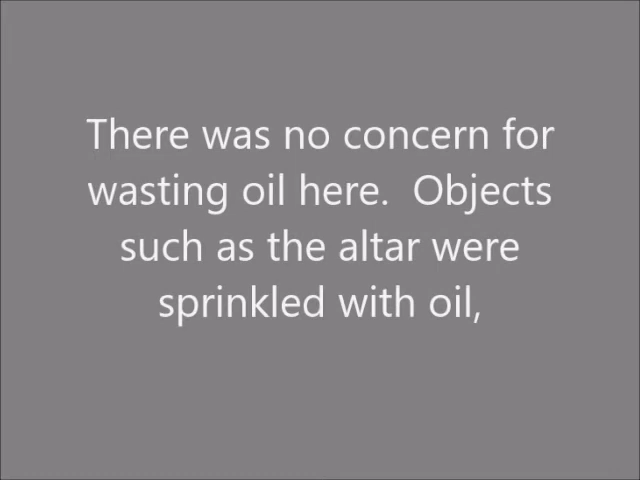 There was no concern for
wasting oil here.  Objects
such as the altar were
sprinkled with oil,